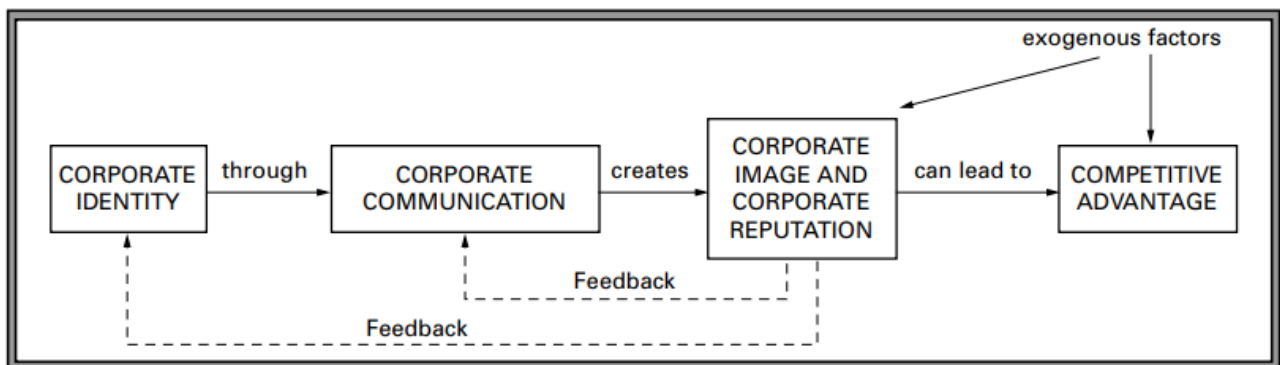 exogenous factors
CORPORATE
IDENTITY
through
CORPORATE
COMMUNICATION
creates
CORPORATE
IMAGE AND
CORPORATE
REPUTATION
can lead to
COMPETITIVE
ADVANTAGE
Feedback
Feedback